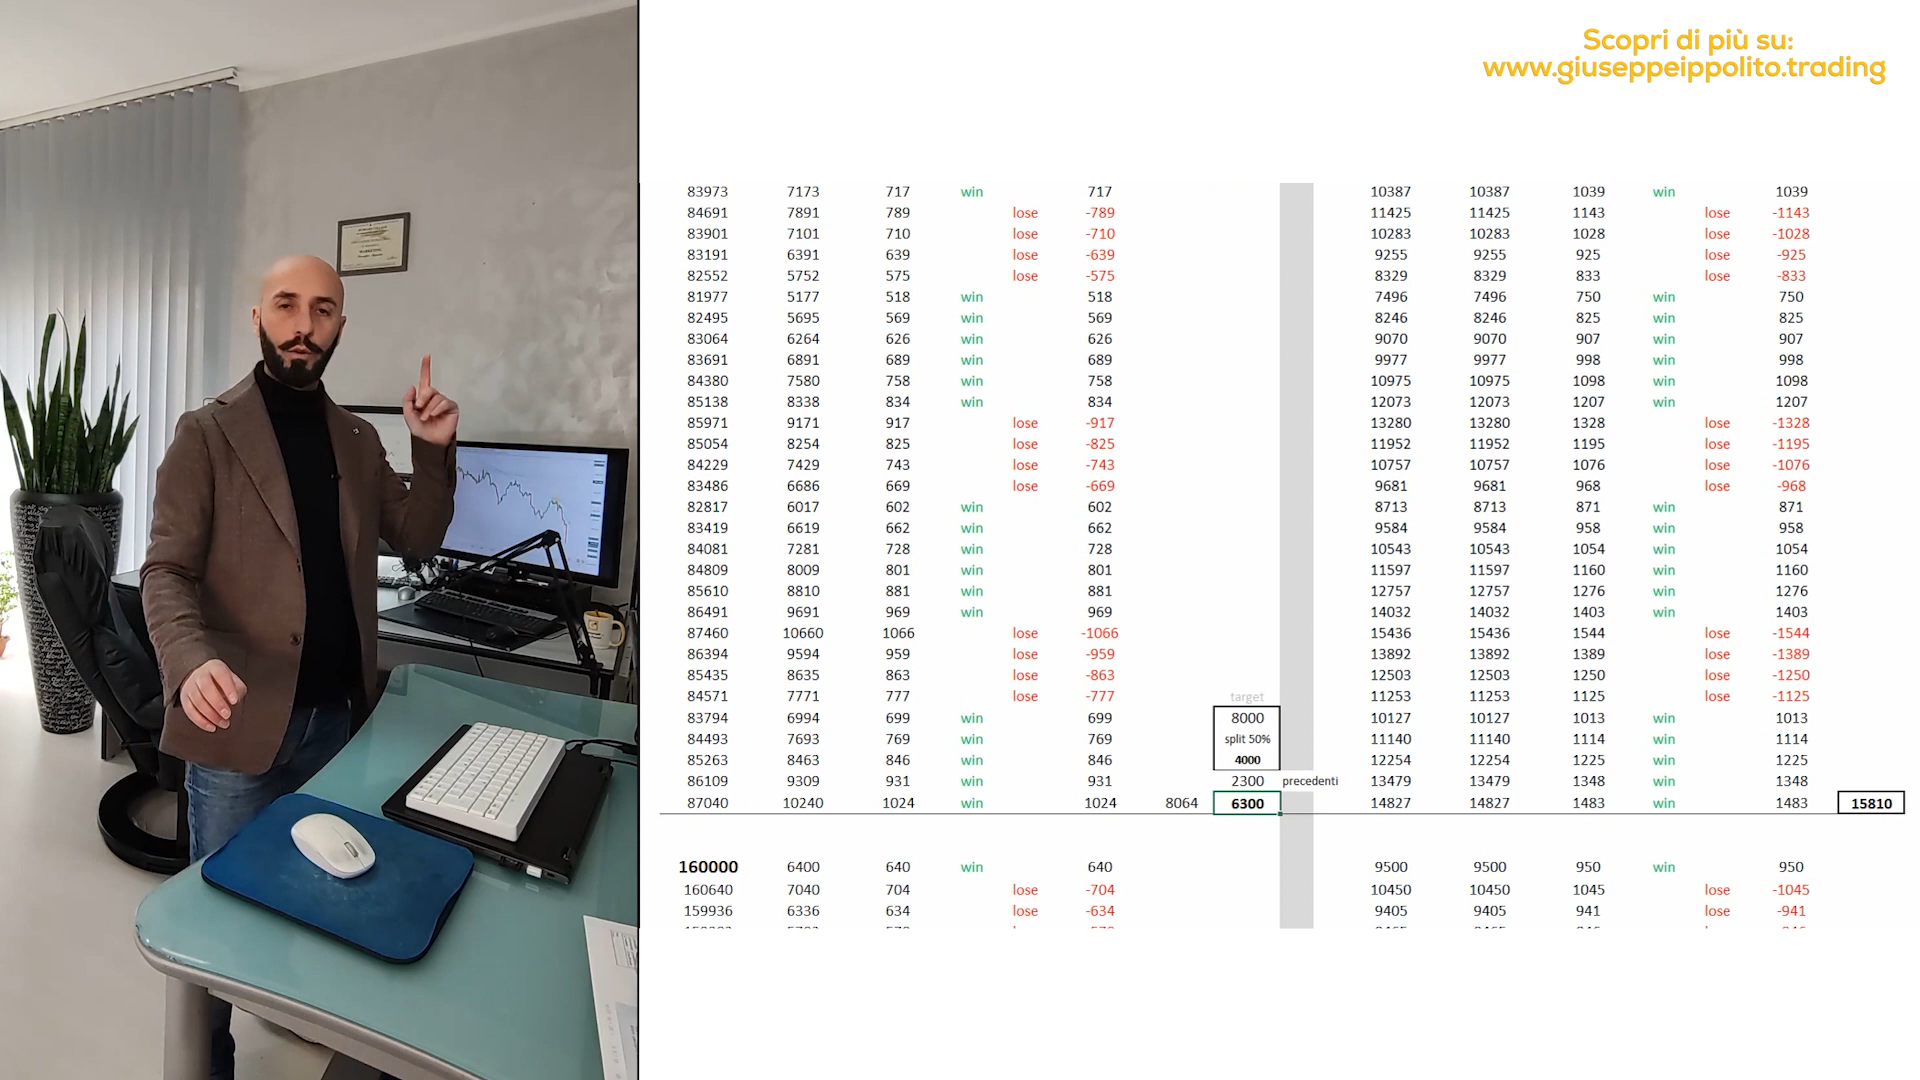 Scopri di più su:
www.giuseppeippolito.trading
83973 7173 717 win 717 10387 10387 1039 win 1039
84691 7891 789 lose -789 11425 11425 1143 lose -1143
83901 7101 710 lose -710 10283 10283 1028 lose -1028
83191 6391 639 lose -639 9255 9255 925 lose -925
82552 5752 575 lose -575 8329 8329 833 lose -833
81977 5177 518 win 518 7496 7496 750 win 750
82495 5695 569 win 569 8246 8246 825 win 825
83064 6264 626 win 626 9070 9070 907 win 907
83691 6891 689 win 689 9977 9977 998 win 998
84380 7580 758 win 758 10975 10975 1098 win 1098
85138 8338 834 win 834 12073 12073 1207 win 1207
85971 9171 917 lose -917 13280 13280 1328 lose -1328
85054 8254 825 lose -825 11952 11952 1195 lose -1195
84229 7429 743 lose -743 10757 10757 1076 lose -1076
83486 6686 669 lose -669 9681 9681 968 lose -968
82817 6017 602 win 602 8713 8713 871 win 871
83419 6619 662 win 662 9584 9584 958 win 958
84081 7281 728 win 728 10543 10543 1054 win 1054
84809 8009 801 win 801 11597 11597 1160 win 1160
85610 8810 881 win 881 12757 12757 1276 win 1276
86491 9691 969 win 969 14032 14032 1403 win 1403
87460 10660 1066 lose -1066 15436 15436 1544 lose -1544
86394 9594 959 lose -959 13892 13892 1389 lose -1389
85435 8635 863 lose -863 12503 12503 1250 lose -1250
84571 7771 777 lose -777 target 11253 11253 1125 lose -1125
83794 6994 699 win 699 8000 10127 10127 1013 win 1013
84493 7693 769 win 769 split 50% 11140 11140 1114 win 1114
85263 8463 846 win 846 4000 12254 12254 1225 win 1225
86109 9309 931 win 931 2300 precedenti 13479 13479 1348 win 1348
87040 10240 1024 win 1024 8064 6300 14827 14827 1483 win 1483 15810
160000 6400 640 win 640 9500 9500 950 win 950
160640 7040 704 lose -704 10450 10450 1045 lose -1045
159936 6336 634 lose -634 9405 9405 941 lose -941